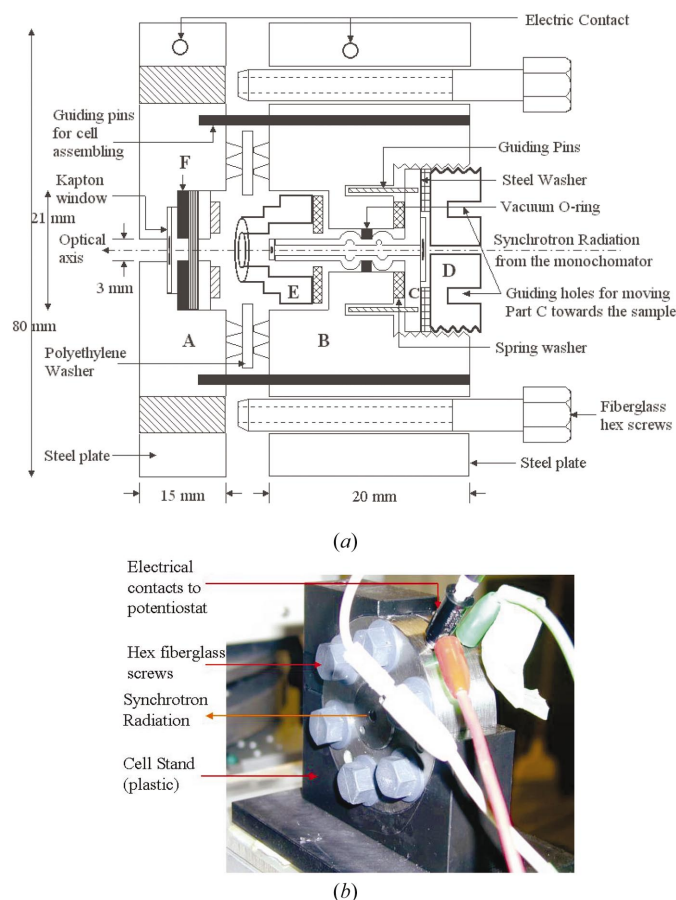 Electric Contact
Guiding pins
for cell
assembling
F
Guiding Pins
Kapton
window
Steel Washer
21 mm
Vacuum O-ring
Optical
axis
Synchrotron Radiation
from the monochomator
D
3 mm
E
C
Guiding holes for moving
Part C towards the sample
80 mm
A
B
Spring washer
Polyethylene
Washer
Fiberglass
hex screws
Steel plate
Steel plate
15 mm
20 mm
(a)
Electrical
contacts to
potentiostat
Hex fiberglass
screws
Synchrotron
Radiation
Cell Stand
(plastic)
(b)